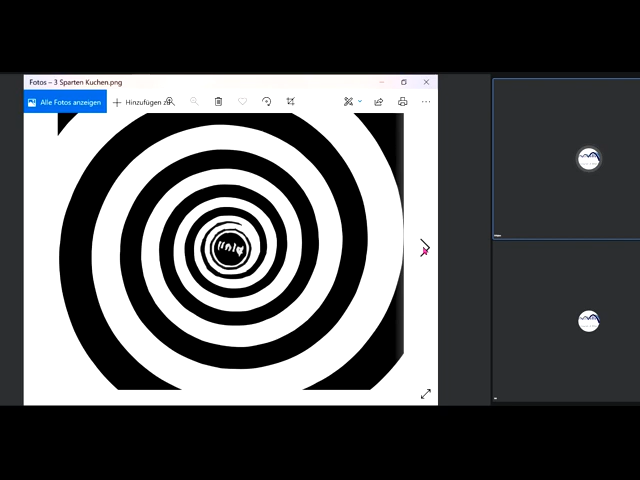 Fotos – 3 Sparten Kuchen.png
Alle Fotos anzeigen
Hinzufügen zu